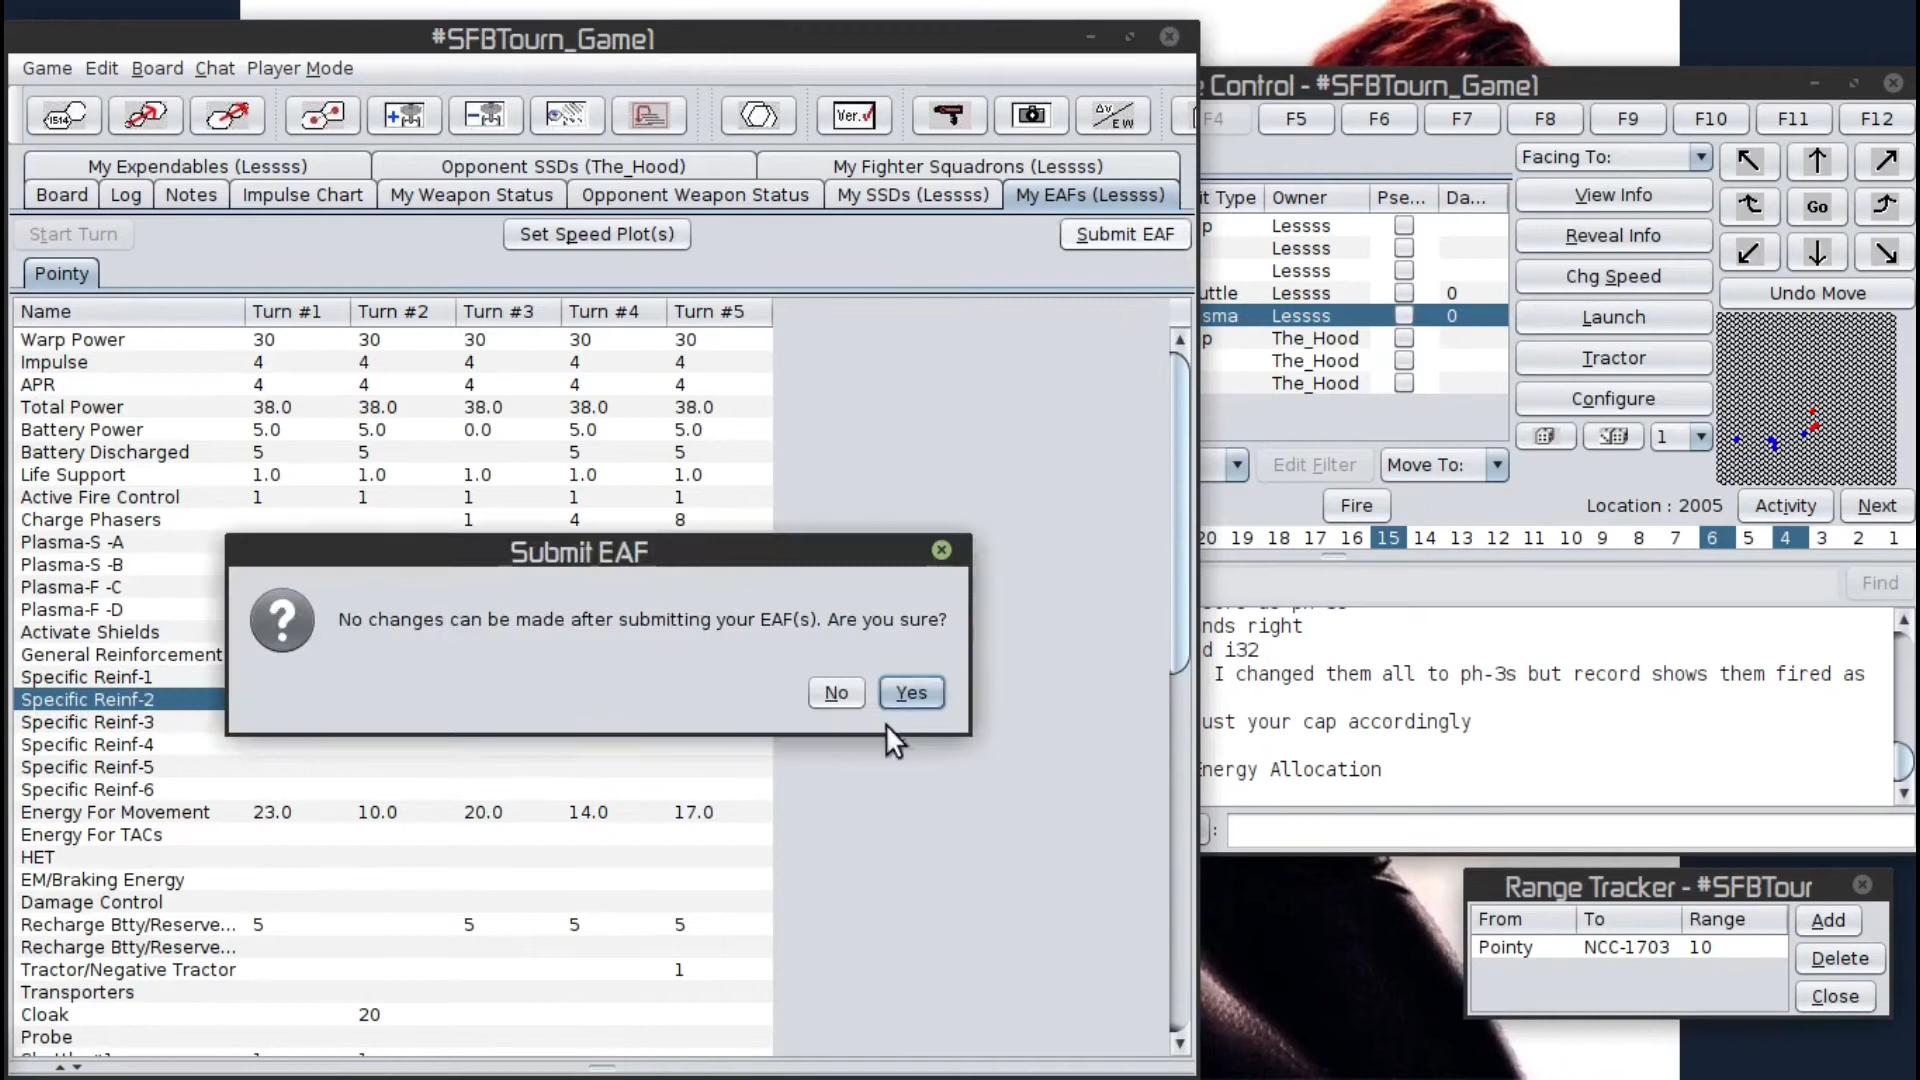 #SFBTourn_Game1
Game Edit Board Chat Player Mode
1514
Ver.
ΔV/EW
My Expendables (Lessss) Opponent SSDs (The_Hood) My Fighter Squadrons (Lessss)
Board Log Notes Impulse Chart My Weapon Status Opponent Weapon Status My SSDs (Lessss) My EAFs (Lessss)
Start Turn Set Speed Plot(s) Submit EAF
Pointy
Name Turn #1 Turn #2 Turn #3 Turn #4 Turn #5
Warp Power 30 30 30 30 30
Impulse 4 4 4 4 4
APR 4 4 4 4 4
Total Power 38.0 38.0 38.0 38.0 38.0
Battery Power 5.0 5.0 0.0 5.0 5.0
Battery Discharged 5 5 5 5
Life Support 1.0 1.0 1.0 1.0 1.0
Active Fire Control 1 1 1 1 1
Charge Phasers 1 4 8
Plasma-S -A
Plasma-S -B
Plasma-F -C
Plasma-F -D
Activate Shields
General Reinforcement
Specific Reinf-1
Specific Reinf-2
Specific Reinf-3
Specific Reinf-4
Specific Reinf-5
Specific Reinf-6
Energy For Movement 23.0 10.0 20.0 14.0 17.0
Energy For TACs
HET
EM/Braking Energy
Damage Control
Recharge Btty/Reserve... 5 5 5 5
Recharge Btty/Reserve...
Tractor/Negative Tractor 1
Transporters
Cloak 20
Probe
Submit EAF
No changes can be made after submitting your EAF(s). Are you sure?
No Yes
e Control - #SFBTourn_Game1
F4 F5 F6 F7 F8 F9 F10 F11 F12
Facing To:
View Info
Reveal Info
Chg Speed
Launch
Tractor
Configure
1
Go
Undo Move
it Type Owner Pse... Da...
p Lessss
Lessss
Lessss
uttle Lessss 0
sma Lessss 0
p The_Hood
The_Hood
The_Hood
Edit Filter Move To:
Fire Location : 2005 Activity Next
20 19 18 17 16 15 14 13 12 11 10 9 8 7 6 5 4 3 2 1
Find
nds right
d i32
I changed them all to ph-3s but record shows them fired as
ust your cap accordingly
Energy Allocation
:
Range Tracker - #SFBTour
From To Range
Pointy NCC-1703 10
Add
Delete
Close